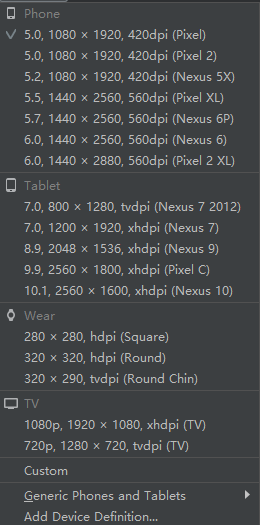 Phone
5.0, 1080 × 1920, 420dpi (Pixel)
5.0, 1080 × 1920, 420dpi (Pixel 2)
5.2, 1080 × 1920, 420dpi (Nexus 5X)
5.5, 1440 × 2560, 560dpi (Pixel XL)
5.7, 1440 × 2560, 560dpi (Nexus 6P)
6.0, 1440 × 2560, 560dpi (Nexus 6)
6.0, 1440 × 2880, 560dpi (Pixel 2 XL)
Tablet
7.0, 800 × 1280, tvdpi (Nexus 7 2012)
7.0, 1200 × 1920, xhdpi (Nexus 7)
8.9, 2048 × 1536, xhdpi (Nexus 9)
9.9, 2560 × 1800, xhdpi (Pixel C)
10.1, 2560 × 1600, xhdpi (Nexus 10)
Wear
280 × 280, hdpi (Square)
320 × 320, hdpi (Round)
320 × 290, tvdpi (Round Chin)
TV
1080p, 1920 × 1080, xhdpi (TV)
720p, 1280 × 720, tvdpi (TV)
Custom
Generic Phones and Tablets
Add Device Definition...